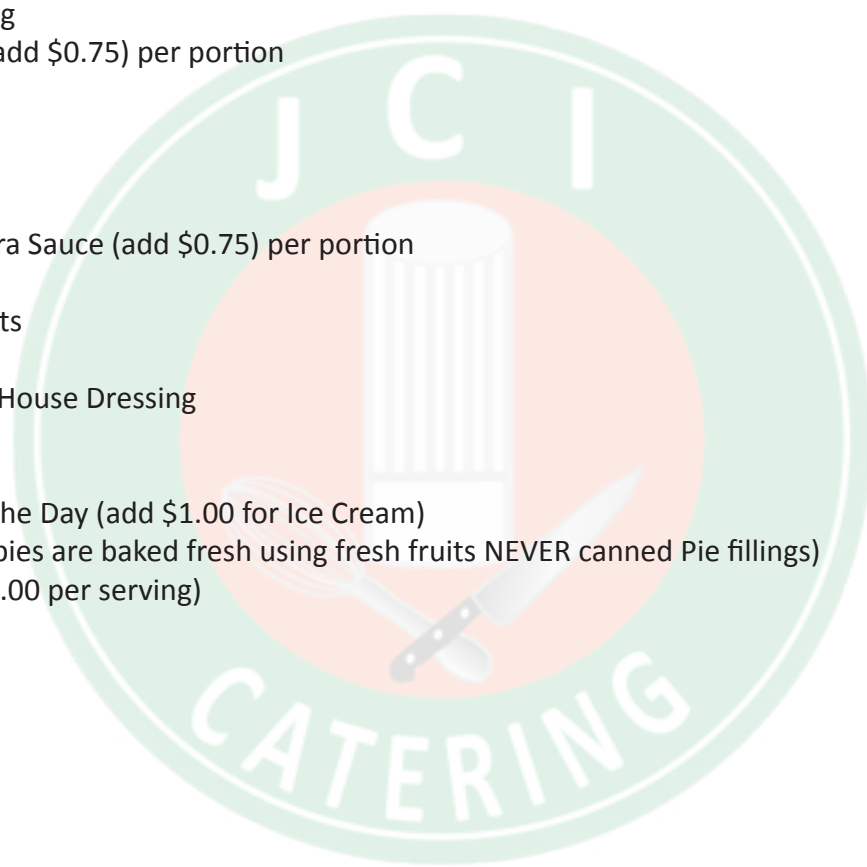 g
add $0.75) per portion
ra Sauce (add $0.75) per portion
ts
House Dressing
he Day (add $1.00 for Ice Cream)
pies are baked fresh using fresh fruits NEVER canned Pie fillings)
.00 per serving)
JCI
CATERING